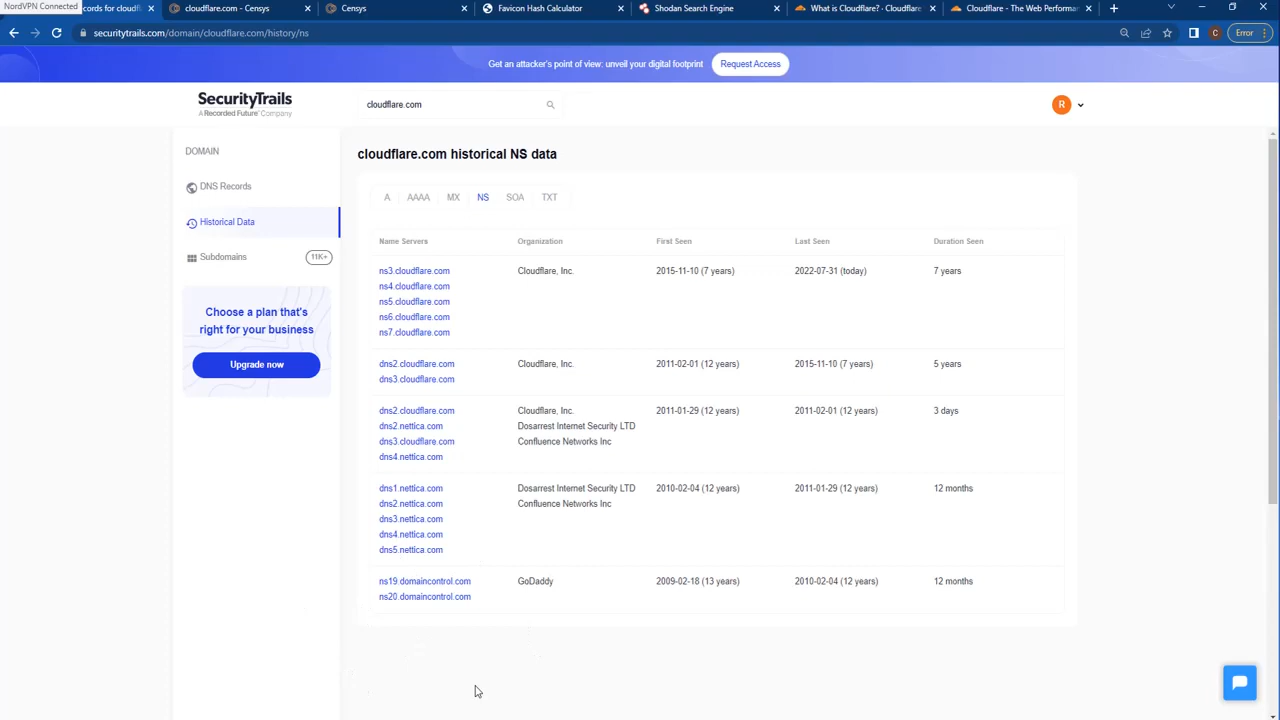 NordVPN Connected
cords for cloudfl
cloudflare.com - Censys
Censys
Favicon Hash Calculator
Shodan Search Engine
What is Cloudflare? - Cloudflare
Cloudflare - The Web Performan
securitytrails.com/domain/cloudflare.com/history/ns
C
Error
Get an attacker's point of view: unveil your digital footprint
Request Access
SecurityTrails
A Recorded Future® Company
cloudflare.com
R
DOMAIN
DNS Records
Historical Data
Subdomains
11K+
Choose a plan that's
right for your business
Upgrade now
cloudflare.com historical NS data
A AAAA MX NS SOA TXT
Name Servers Organization First Seen Last Seen Duration Seen
ns3.cloudflare.com Cloudflare, Inc. 2015-11-10 (7 years) 2022-07-31 (today) 7 years
ns4.cloudflare.com
ns5.cloudflare.com
ns6.cloudflare.com
ns7.cloudflare.com
dns2.cloudflare.com Cloudflare, Inc. 2011-02-01 (12 years) 2015-11-10 (7 years) 5 years
dns3.cloudflare.com
dns2.cloudflare.com Cloudflare, Inc. 2011-01-29 (12 years) 2011-02-01 (12 years) 3 days
dns2.nettica.com Dosarrest Internet Security LTD
dns3.cloudflare.com Confluence Networks Inc
dns4.nettica.com
dns1.nettica.com Dosarrest Internet Security LTD 2010-02-04 (12 years) 2011-01-29 (12 years) 12 months
dns2.nettica.com Confluence Networks Inc
dns3.nettica.com
dns4.nettica.com
dns5.nettica.com
ns19.domaincontrol.com GoDaddy 2009-02-18 (13 years) 2010-02-04 (12 years) 12 months
ns20.domaincontrol.com